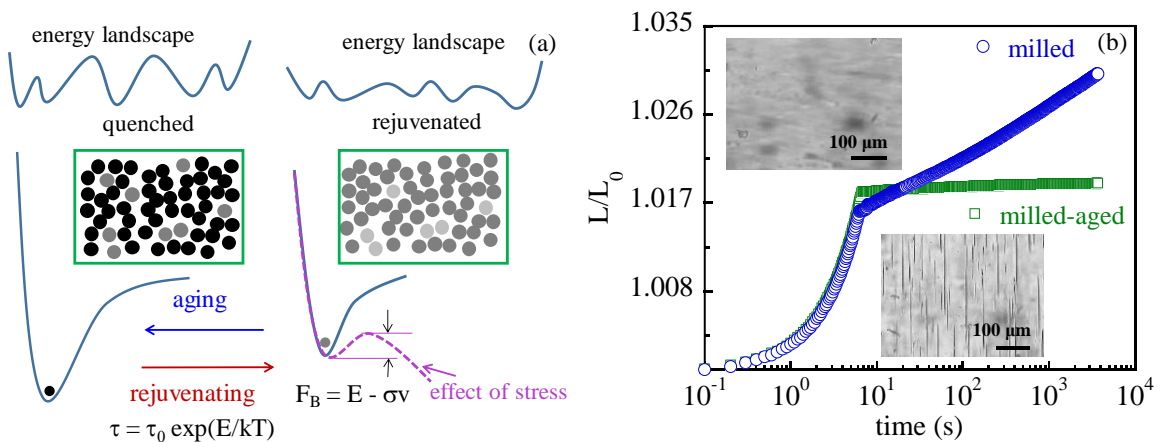 energy landscape
energy landscape
(a)
quenched
rejuvenated
aging
rejuvenating
F_B = E - σv
effect of stress
τ = τ_0 exp(E/kT)
1.035
(b)
milled
1.026
100 μm
L/L_0
1.017
milled-aged
1.008
100 μm
10^-1
10^0
10^1
10^2
10^3
10^4
time (s)